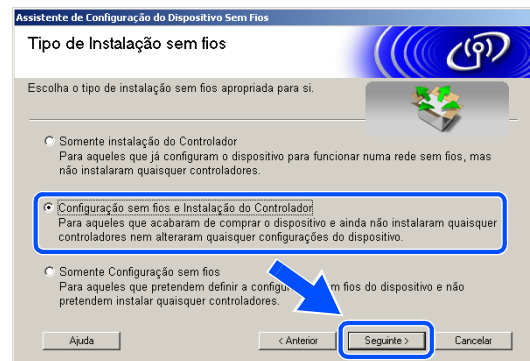 Assistente de Configuração do Dispositivo Sem Fios
Tipo de Instalação sem fios
Escolha o tipo de instalação sem fios apropriada para si.
Somente instalação do Controlador
Para aqueles que já configuram o dispositivo para funcionar numa rede sem fios, mas
não instalaram quaisquer controladores.
Configuração sem fios e Instalação do Controlador
Para aqueles que acabaram de comprar o dispositivo e ainda não instalaram quaisquer
controladores nem alteraram quaisquer configurações do dispositivo.
Somente Configuração sem fios
Para aqueles que pretendem definir a configu fios do dispositivo e não
pretendem instalar quaisquer controladores.
Ajuda
< Anterior
Seguinte >
Cancelar